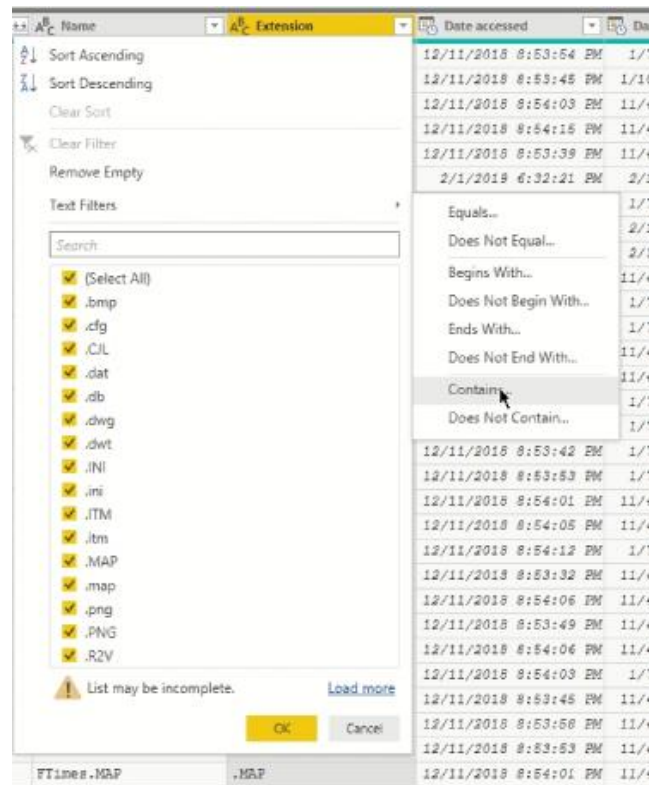 Name
Extension
Date accessed
Sort Ascending
Sort Descending
Clear Sort
Clear Filter
Remove Empty
Text Filters
Search
(Select All)
.bmp
.cfg
.CJL
.dat
.db
.dwg
.dwt
.INI
.ini
.ITM
.itm
.MAP
.map
.png
.PNG
.R2V
List may be incomplete.
Load more
OK
Cancel
Equals...
Does Not Equal...
Begins With...
Does Not Begin With...
Ends With...
Does Not End With...
Contains...
Does Not Contain...
12/11/2018 8:53:54 PM
12/11/2018 8:53:45 PM
12/11/2018 8:54:03 PM
12/11/2018 8:54:15 PM
12/11/2018 8:53:39 PM
2/1/2019 6:32:21 PM
12/11/2018 8:53:42 PM
12/11/2018 8:53:53 PM
12/11/2018 8:54:01 PM
12/11/2018 8:54:05 PM
12/11/2018 8:54:12 PM
12/11/2018 8:53:32 PM
12/11/2018 8:54:06 PM
12/11/2018 8:53:49 PM
12/11/2018 8:54:06 PM
12/11/2018 8:54:03 PM
12/11/2018 8:53:45 PM
12/11/2018 8:53:58 PM
12/11/2018 8:53:53 PM
FTimes.MAP .MAP 12/11/2018 8:54:01 PM